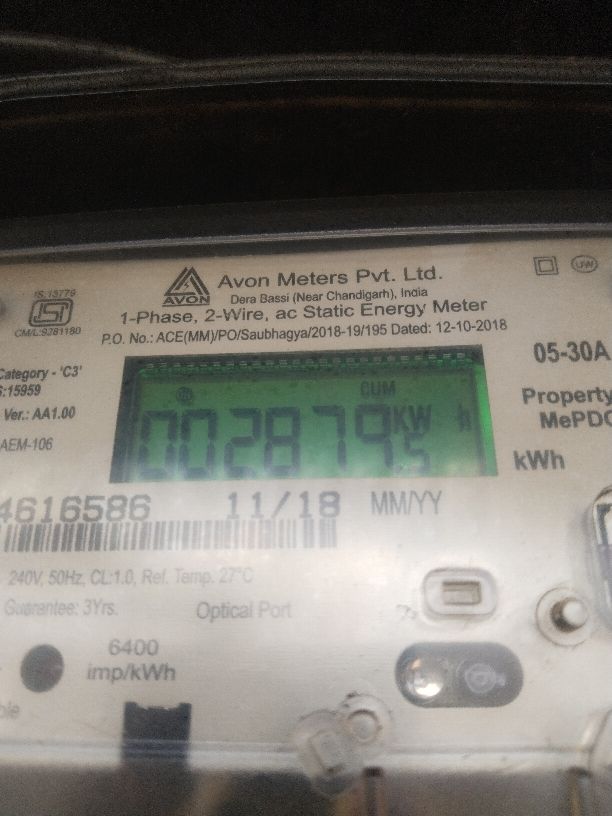 Avon Meters Pvt. Ltd.
AVON
Dera Bassi (Near Chandigarh), India
1-Phase, 2-Wire, ac Static Energy Meter
P.O. No.: ACE(MM)/PO/Saubhagya/2018-19/195 Dated: 12-10-2018
IS:13779
ISI
CM/L:9281180
Category - 'C3'
S:15959
Ver.: AA1.00
AEM-106
05-30A
Property
MePDC
CUM
002879.5 KW h
kWh
4616586 11/18 MM/YY
240V, 50Hz, CL:1.0, Ref. Temp. 27°C
Guarantee: 3Yrs. Optical Port
6400
imp/kWh